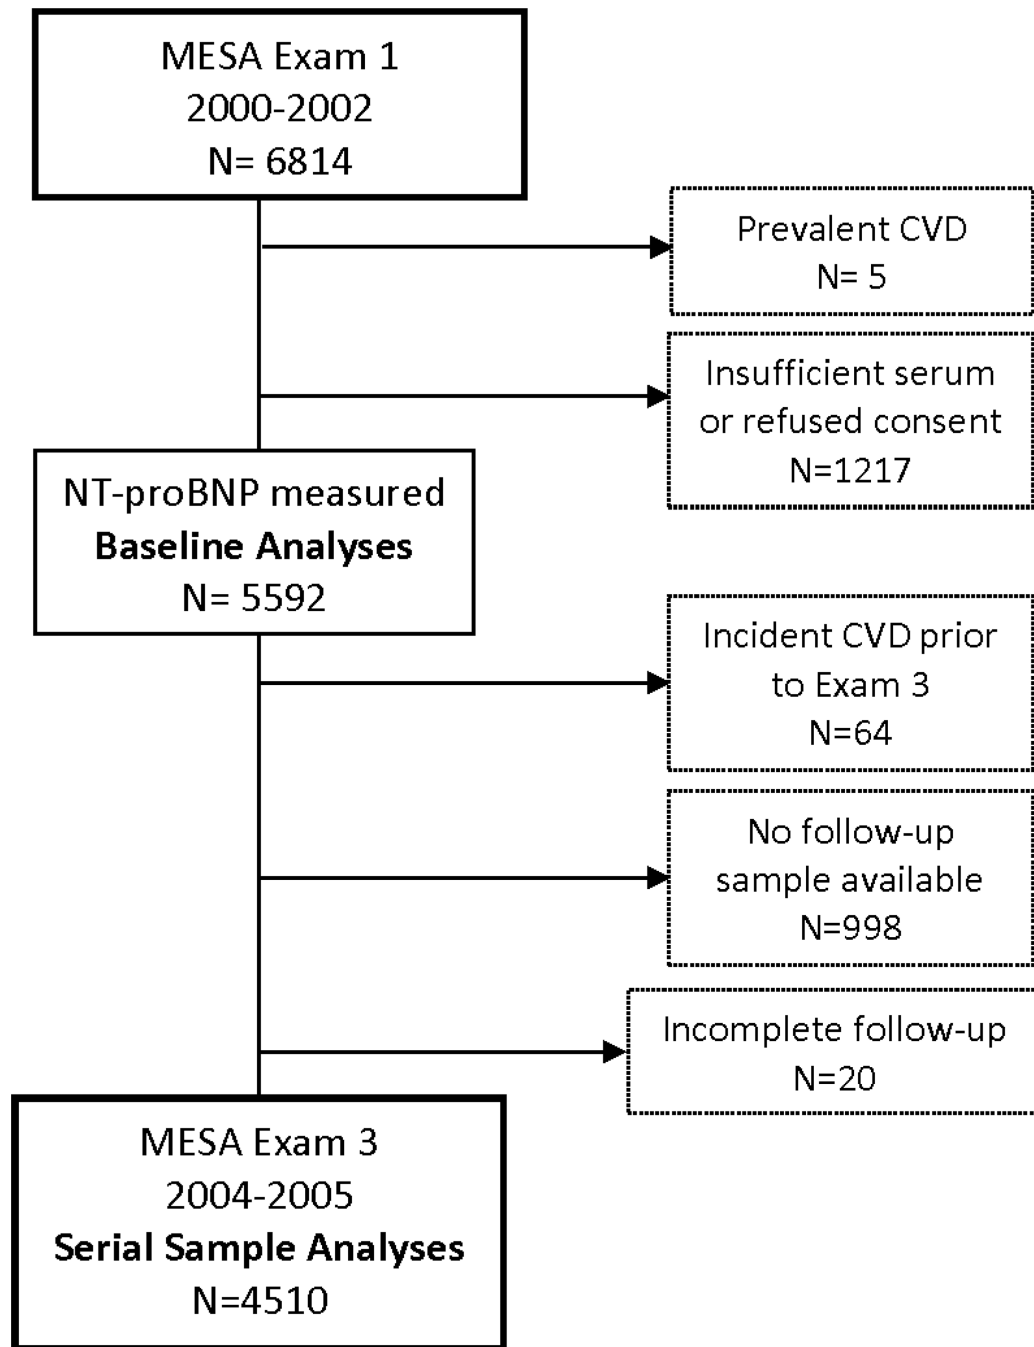 MESA Exam 1
2000-2002
N= 6814
Prevalent CVD
N= 5
Insufficient serum
or refused consent
N=1217
NT-proBNP measured
Baseline Analyses
N= 5592
Incident CVD prior
to Exam 3
N=64
No follow-up
sample available
N=998
Incomplete follow-up
N=20
MESA Exam 3
2004-2005
Serial Sample Analyses
N=4510